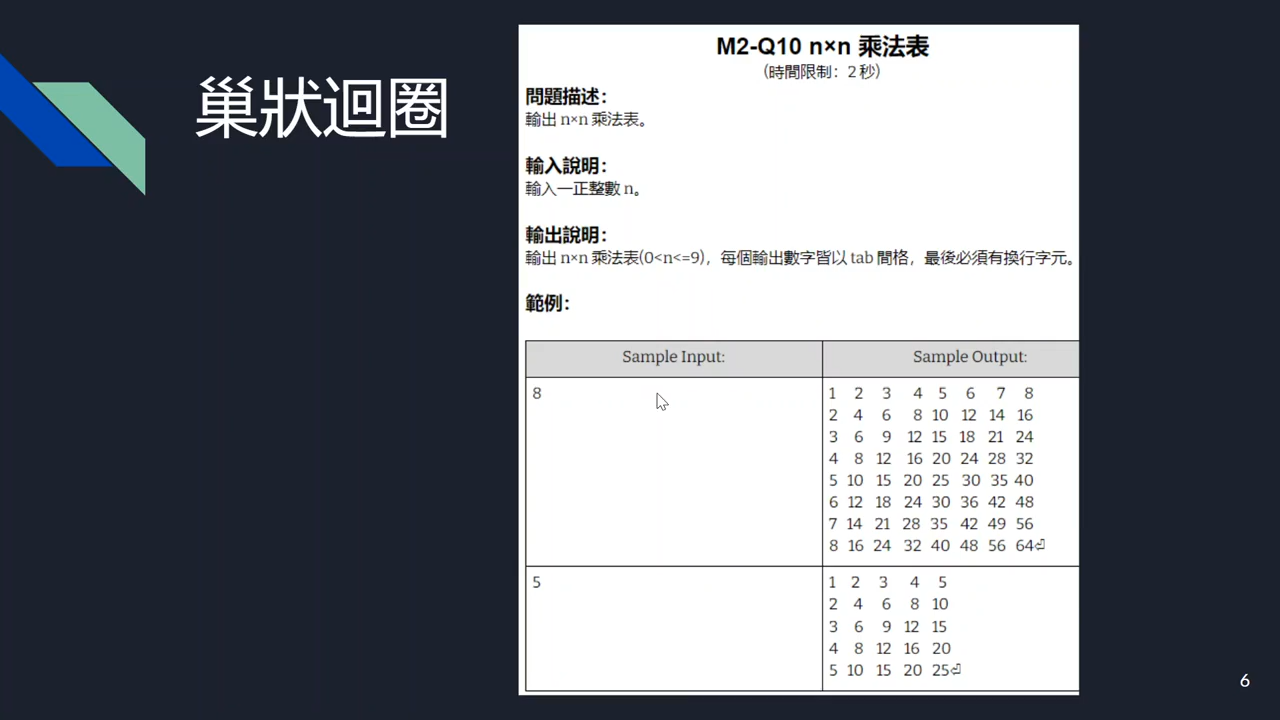 巢狀迴圈
M2-Q10 n×n 乘法表
(時間限制：2 秒)
問題描述：
輸出 n×n 乘法表。
輸入說明：
輸入一正整數 n。
輸出說明：
輸出 n×n 乘法表(0<n<=9)，每個輸出數字皆以 tab 間格，最後必須有換行字元。
範例：
Sample Input:
Sample Output:
8
1 2 3 4 5 6 7 8
2 4 6 8 10 12 14 16
3 6 9 12 15 18 21 24
4 8 12 16 20 24 28 32
5 10 15 20 25 30 35 40
6 12 18 24 30 36 42 48
7 14 21 28 35 42 49 56
8 16 24 32 40 48 56 64⏎
5
1 2 3 4 5
2 4 6 8 10
3 6 9 12 15
4 8 12 16 20
5 10 15 20 25⏎
6